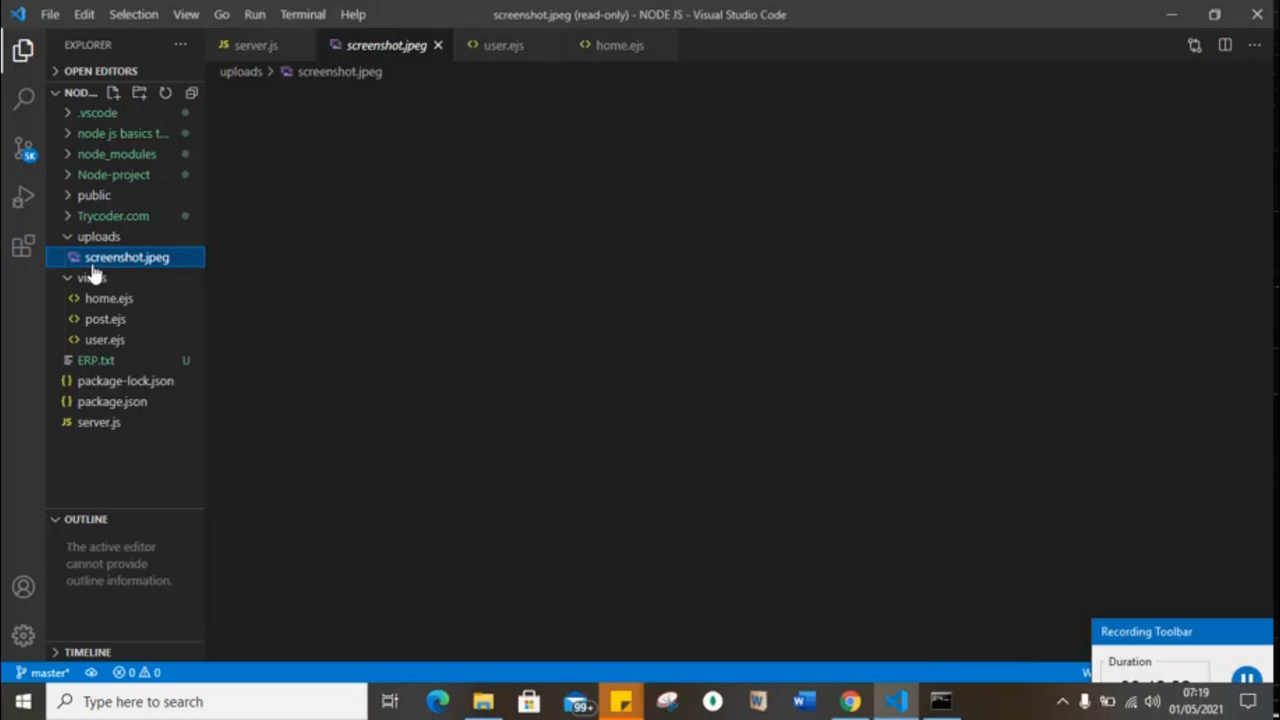 File Edit Selection View Go Run Terminal Help
screenshot.jpeg (read-only) - NODE JS - Visual Studio Code
EXPLORER
server.js
screenshot.jpeg
user.ejs
home.ejs
OPEN EDITORS
uploads > screenshot.jpeg
NOD...
.vscode
node js basics t...
node_modules
Node-project
public
Trycoder.com
uploads
screenshot.jpeg
home.ejs
post.ejs
user.ejs
ERP.txt U
package-lock.json
package.json
server.js
5K
OUTLINE
The active editor
cannot provide
outline information.
TIMELINE
Recording Toolbar
Duration
master* 0 0
Type here to search
99+
07:19
01/05/2021